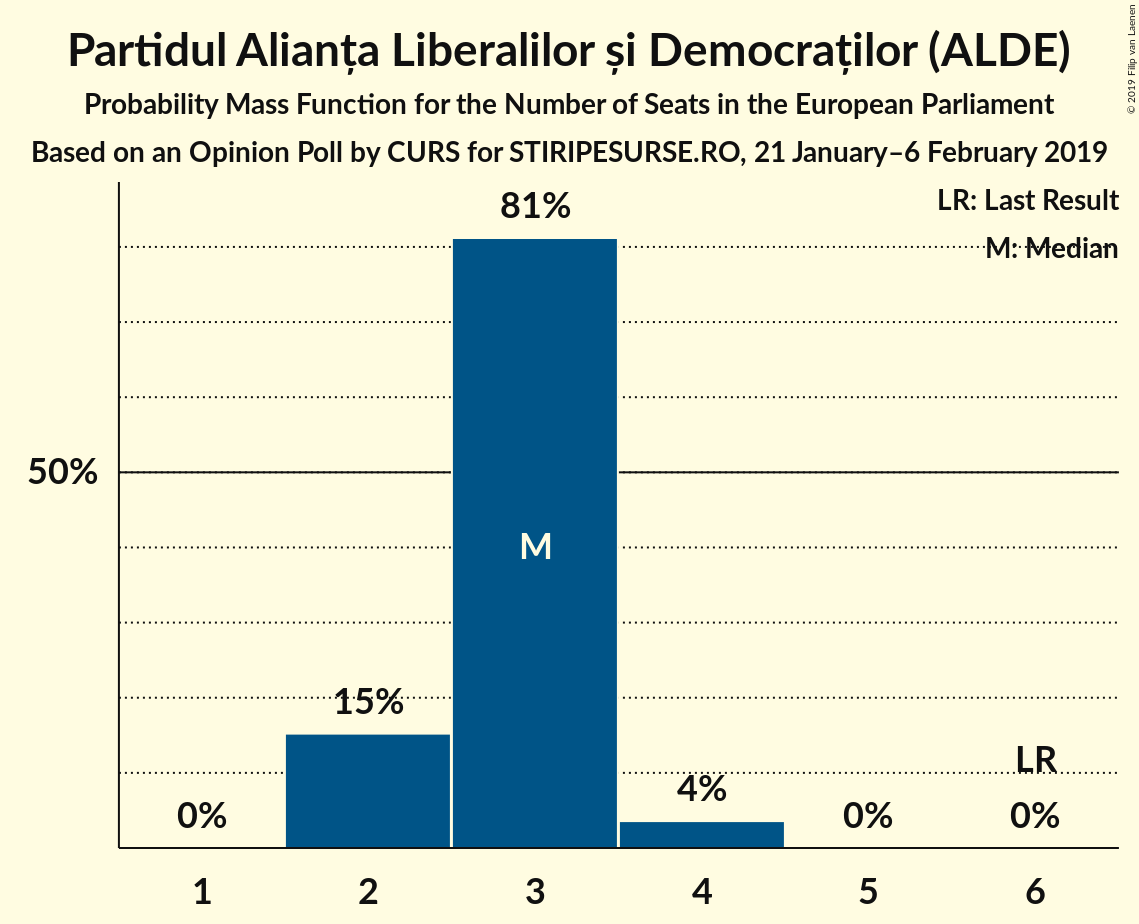 Partidul Alianța Liberalilor și Democraților (ALDE)
Probability Mass Function for the Number of Seats in the European Parliament
Based on an Opinion Poll by CURS for STIRIPESURSE.RO, 21 January–6 February 2019
© 2019 Filip van Laenen
LR: Last Result
M: Median
81%
50%
M
15%
LR
4%
0%
0%
0%
1 2 3 4 5 6